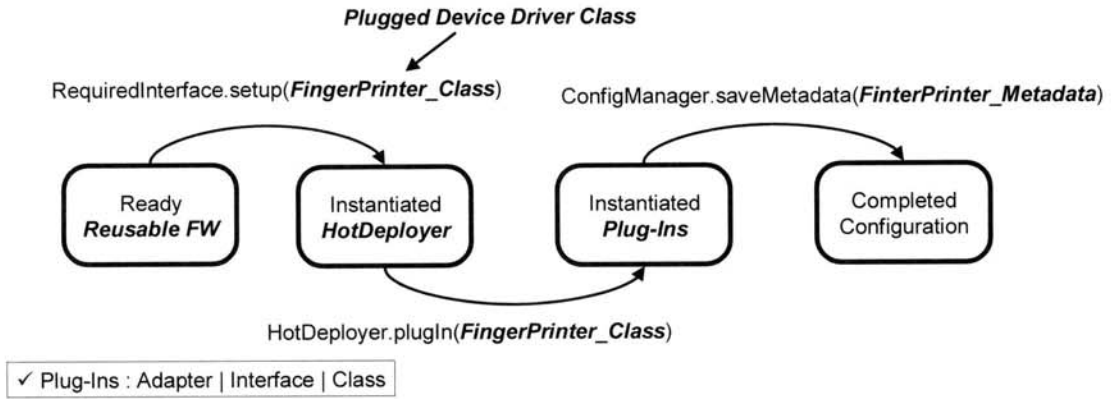 Plugged Device Driver Class
RequiredInterface.setup(FingerPrinter_Class)
ConfigManager.saveMetadata(FinterPrinter_Metadata)
Ready
Reusable FW
Instantiated
HotDeployer
Instantiated
Plug-Ins
Completed
Configuration
HotDeployer.plugIn(FingerPrinter_Class)
✓ Plug-Ins : Adapter | Interface | Class